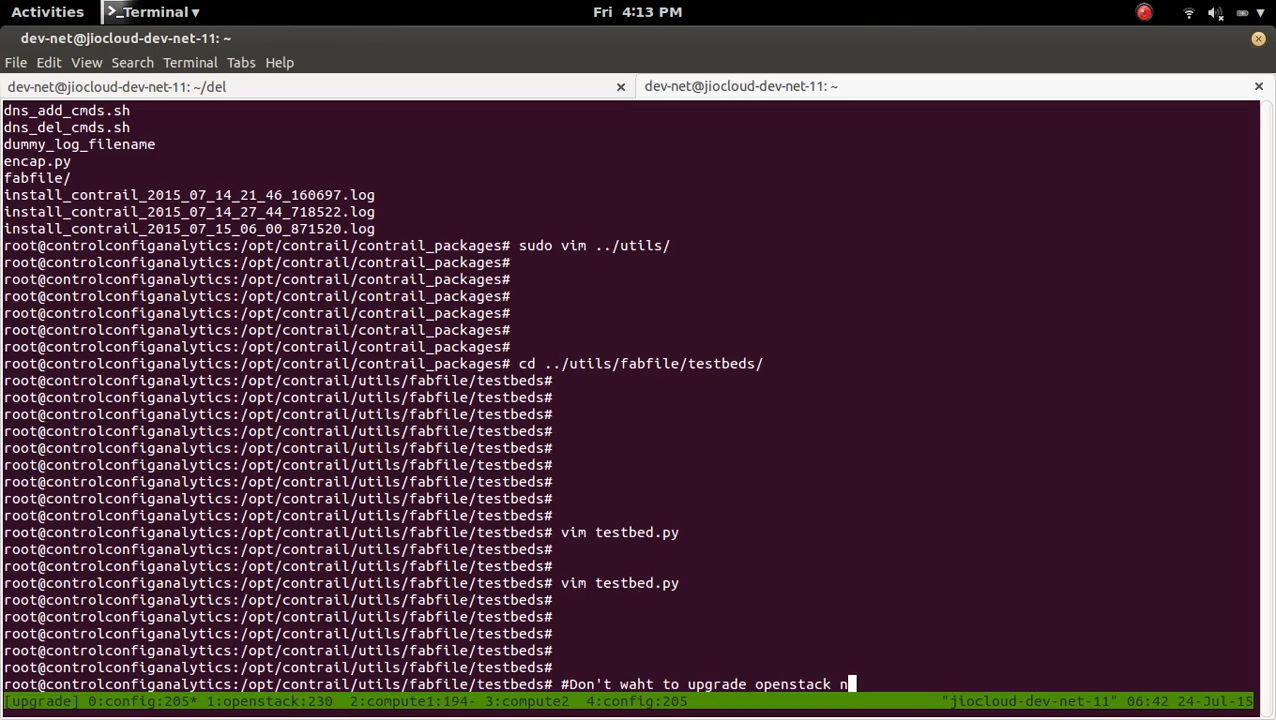 Activities >_Terminal ▾ Fri 4:13 PM
dev-net@jiocloud-dev-net-11: ~
File Edit View Search Terminal Tabs Help
dev-net@jiocloud-dev-net-11: ~/del × dev-net@jiocloud-dev-net-11: ~ ×
dns_add_cmds.sh
dns_del_cmds.sh
dummy_log_filename
encap.py
fabfile/
install_contrail_2015_07_14_21_46_160697.log
install_contrail_2015_07_14_27_44_718522.log
install_contrail_2015_07_15_06_00_871520.log
root@controlconfiganalytics:/opt/contrail/contrail_packages# sudo vim ../utils/
root@controlconfiganalytics:/opt/contrail/contrail_packages#
root@controlconfiganalytics:/opt/contrail/contrail_packages#
root@controlconfiganalytics:/opt/contrail/contrail_packages#
root@controlconfiganalytics:/opt/contrail/contrail_packages#
root@controlconfiganalytics:/opt/contrail/contrail_packages#
root@controlconfiganalytics:/opt/contrail/contrail_packages#
root@controlconfiganalytics:/opt/contrail/contrail_packages# cd ../utils/fabfile/testbeds/
root@controlconfiganalytics:/opt/contrail/utils/fabfile/testbeds#
root@controlconfiganalytics:/opt/contrail/utils/fabfile/testbeds#
root@controlconfiganalytics:/opt/contrail/utils/fabfile/testbeds#
root@controlconfiganalytics:/opt/contrail/utils/fabfile/testbeds#
root@controlconfiganalytics:/opt/contrail/utils/fabfile/testbeds#
root@controlconfiganalytics:/opt/contrail/utils/fabfile/testbeds#
root@controlconfiganalytics:/opt/contrail/utils/fabfile/testbeds#
root@controlconfiganalytics:/opt/contrail/utils/fabfile/testbeds#
root@controlconfiganalytics:/opt/contrail/utils/fabfile/testbeds#
root@controlconfiganalytics:/opt/contrail/utils/fabfile/testbeds# vim testbed.py
root@controlconfiganalytics:/opt/contrail/utils/fabfile/testbeds#
root@controlconfiganalytics:/opt/contrail/utils/fabfile/testbeds#
root@controlconfiganalytics:/opt/contrail/utils/fabfile/testbeds# vim testbed.py
root@controlconfiganalytics:/opt/contrail/utils/fabfile/testbeds#
root@controlconfiganalytics:/opt/contrail/utils/fabfile/testbeds#
root@controlconfiganalytics:/opt/contrail/utils/fabfile/testbeds#
root@controlconfiganalytics:/opt/contrail/utils/fabfile/testbeds#
root@controlconfiganalytics:/opt/contrail/utils/fabfile/testbeds#
root@controlconfiganalytics:/opt/contrail/utils/fabfile/testbeds# #Don't waht to upgrade openstack n
[upgrade] 0:config:205* 1:openstack:230 2:compute1:194- 3:compute2 4:config:205 "jiocloud-dev-net-11" 06:42 24-Jul-15